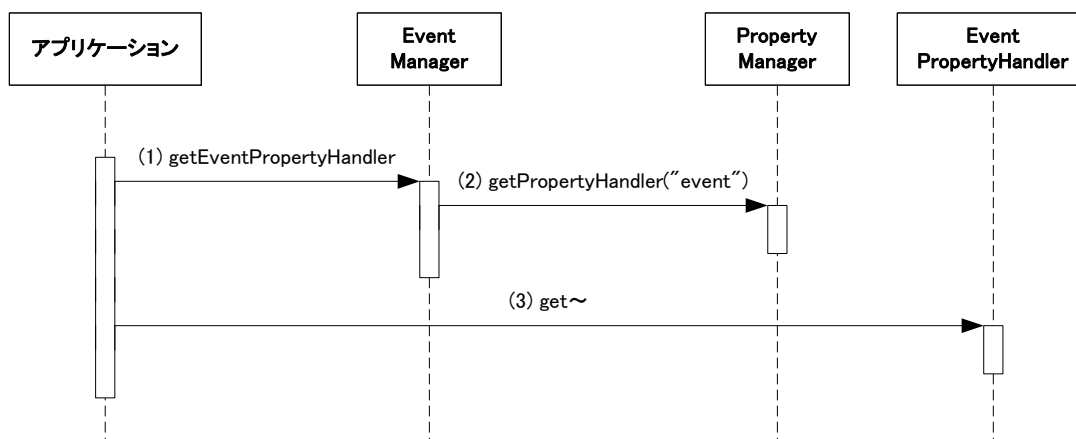 アプリケーション
Event
Manager
Property
Manager
Event
PropertyHandler
(1) getEventPropertyHandler
(2) getPropertyHandler("event")
(3) get～